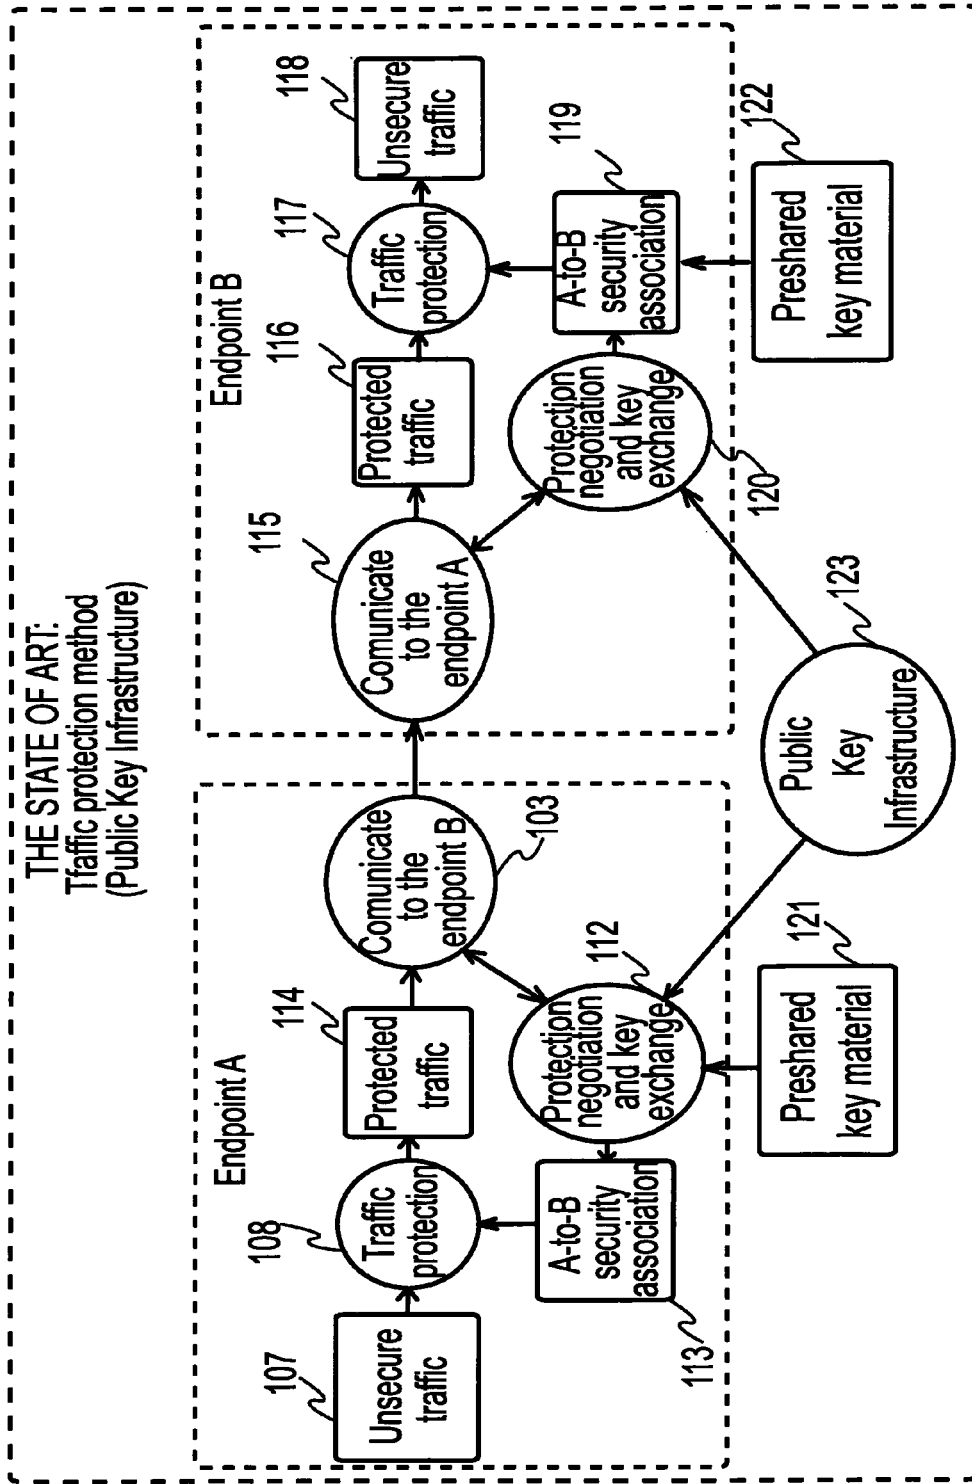 THE STATE OF ART:
Tfaffic protection method
(Public Key Infrastructure)
Endpoint A
107
Unsecure
traffic
108
Traffic
protection
114
Protected
traffic
Comunicate
to the
endpoint B
103
113
A-to-B
security
association
112
Protection
negotiation
and key
exchange
121
Preshared
key material
Endpoint B
115
Comunicate
to the
endpoint A
116
Protected
traffic
117
Traffic
protection
118
Unsecure
traffic
119
A-to-B
security
association
Protection
negotiation
and key
exchange
120
122
Preshared
key material
123
Public
Key
Infrastructure